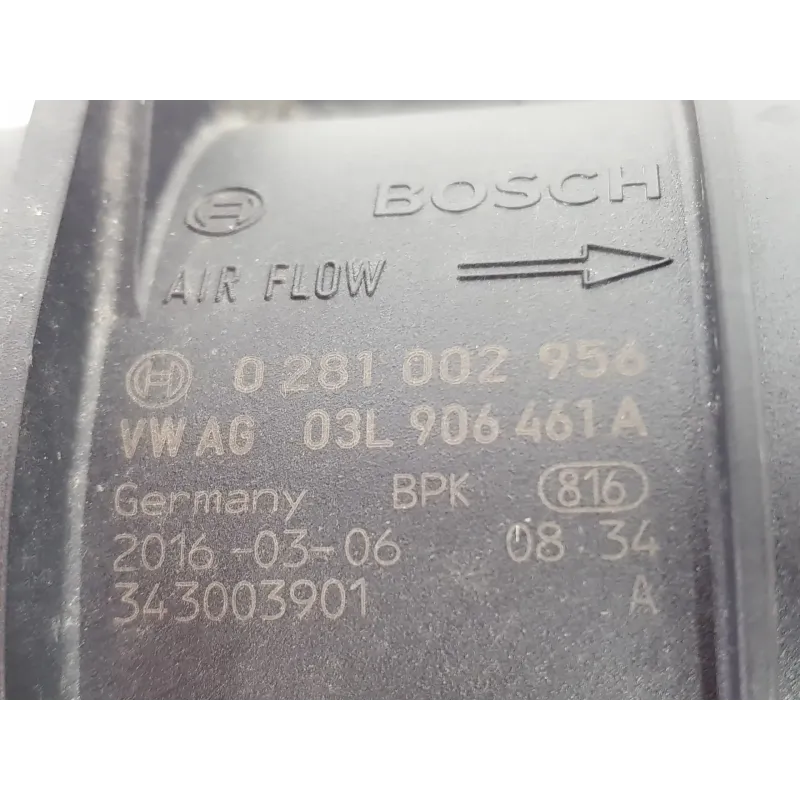 BOSCH
AIR FLOW
0 281 002 956
VW AG 03L 906 461 A
Germany BPK 816
2016-03-06 08 34
343003901 A